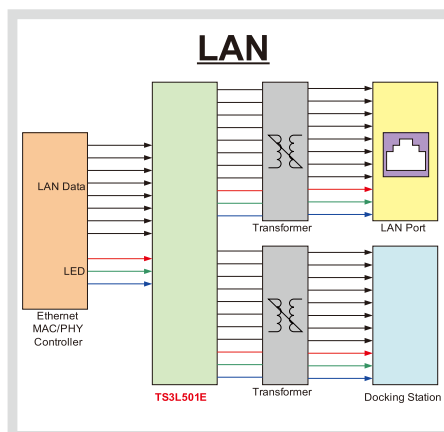 LAN
LAN Data
LED
Ethernet
MAC/PHY
Controller
TS3L501E
Transformer
LAN Port
Transformer
Docking Station